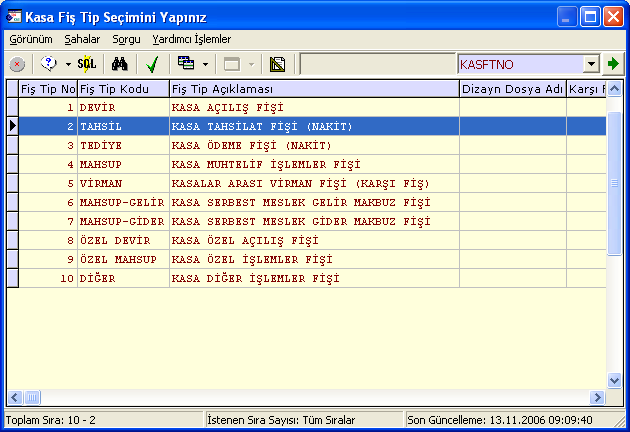 Kasa Fiş Tip Seçimini Yapınız
Görünüm Sahalar Sorgu Yardımcı İşlemler
SQL KASFTNO
Fiş Tip No Fiş Tip Kodu Fiş Tip Açıklaması Dizayn Dosya Adı Karşı F
1 DEVİR KASA AÇILIŞ FİŞİ
2 TAHSİL KASA TAHSİLAT FİŞİ (NAKİT)
3 TEDİYE KASA ÖDEME FİŞİ (NAKİT)
4 MAHSUP KASA MUHTELİF İŞLEMLER FİŞİ
5 VİRMAN KASALAR ARASI VİRMAN FİŞİ (KARŞI FİŞ)
6 MAHSUP-GELİR KASA SERBEST MESLEK GELİR MAKBUZ FİŞİ
7 MAHSUP-GİDER KASA SERBEST MESLEK GİDER MAKBUZ FİŞİ
8 ÖZEL DEVİR KASA ÖZEL AÇILIŞ FİŞİ
9 ÖZEL MAHSUP KASA ÖZEL İŞLEMLER FİŞİ
10 DİĞER KASA DİĞER İŞLEMLER FİŞİ
Toplam Sıra: 10 - 2 İstenen Sıra Sayısı: Tüm Sıralar Son Güncelleme: 13.11.2006 09:09:40